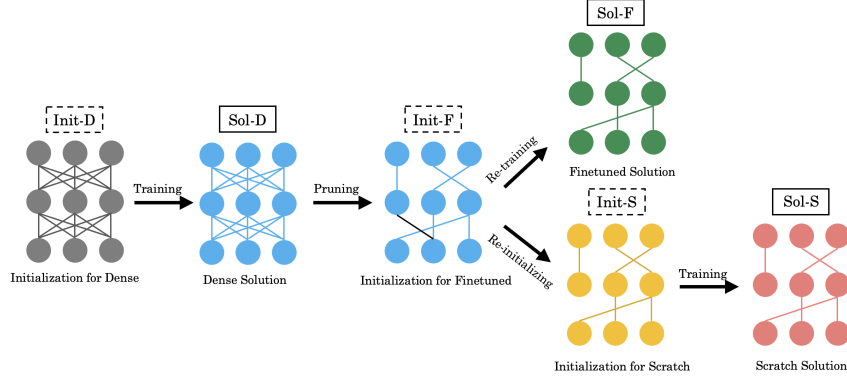 Sol-F
Init-D
Sol-D
Init-F
Training
Pruning
Re-training
Finetuned Solution
Re-initializing
Init-S
Sol-S
Training
Initialization for Dense
Dense Solution
Initialization for Finetuned
Initialization for Scratch
Scratch Solution